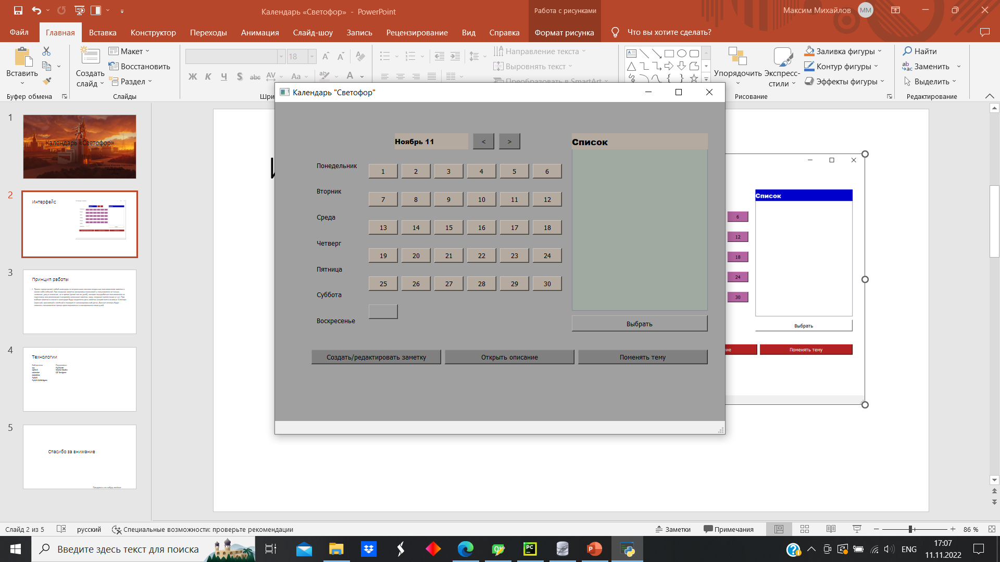 Календарь «Светофор» - PowerPoint
Работа с рисунками
Максим Михайлов
ММ
Файл
Главная
Вставка
Конструктор
Переходы
Анимация
Слайд-шоу
Запись
Рецензирование
Вид
Справка
Формат рисунка
Что вы хотите сделать?
Вставить
Буфер обмена
Создать слайд
Макет
Восстановить
Раздел
Слайды
18
Ж К Ч S abc AV Aa
А
Шри
Направление текста
Выровнять текст
Преобразовать в SmartArt
Упорядочить
Экспресс-стили
Заливка фигуры
Контур фигуры
Эффекты фигуры
Рисование
Найти
Заменить
Выделить
Редактирование
1
Календарь «Светофор»
2
Интерфейс
3
Принцип работы
4
Технологии
5
Спасибо за внимание
Календарь "Светофор"
Ноябрь 11
<
>
Список
Понедельник
1 2 3 4 5 6
Вторник
7 8 9 10 11 12
Среда
13 14 15 16 17 18
Четверг
19 20 21 22 23 24
Пятница
25 26 27 28 29 30
Суббота
Воскресенье
Выбрать
Создать/редактировать заметку
Открыть описание
Поменять тему
Список
6
12
18
24
30
Выбрать
ие
Поменять тему
Слайд 2 из 5
русский
Специальные возможности: проверьте рекомендации
Заметки
Примечания
86 %
Введите здесь текст для поиска
ENG
17:07
11.11.2022